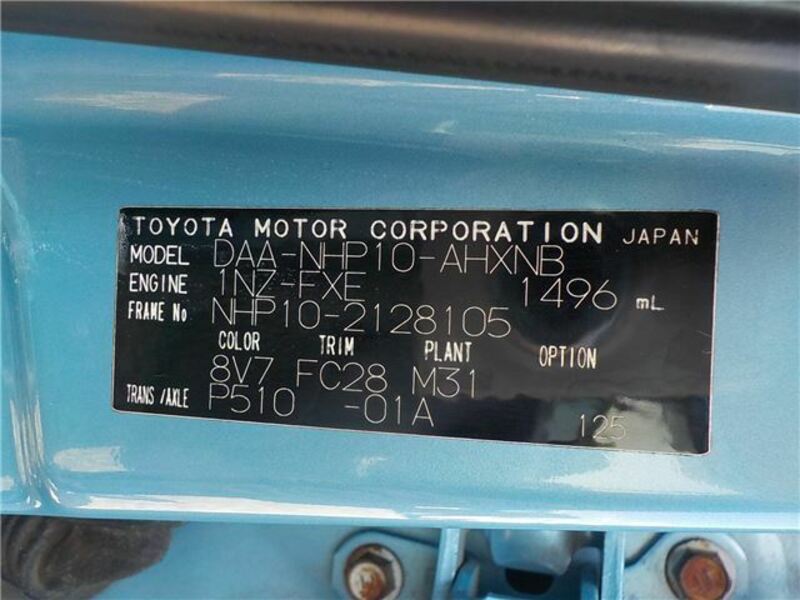 TOYOTA MOTOR CORPORATION JAPAN
MODEL DAA-NHP10-AHXNB
ENGINE 1NZ-FXE 1496 mL
FRAME No NHP10-2128105
COLOR TRIM PLANT OPTION
8V7 FC28 M31
TRANS/AXLE P510 -01A 125